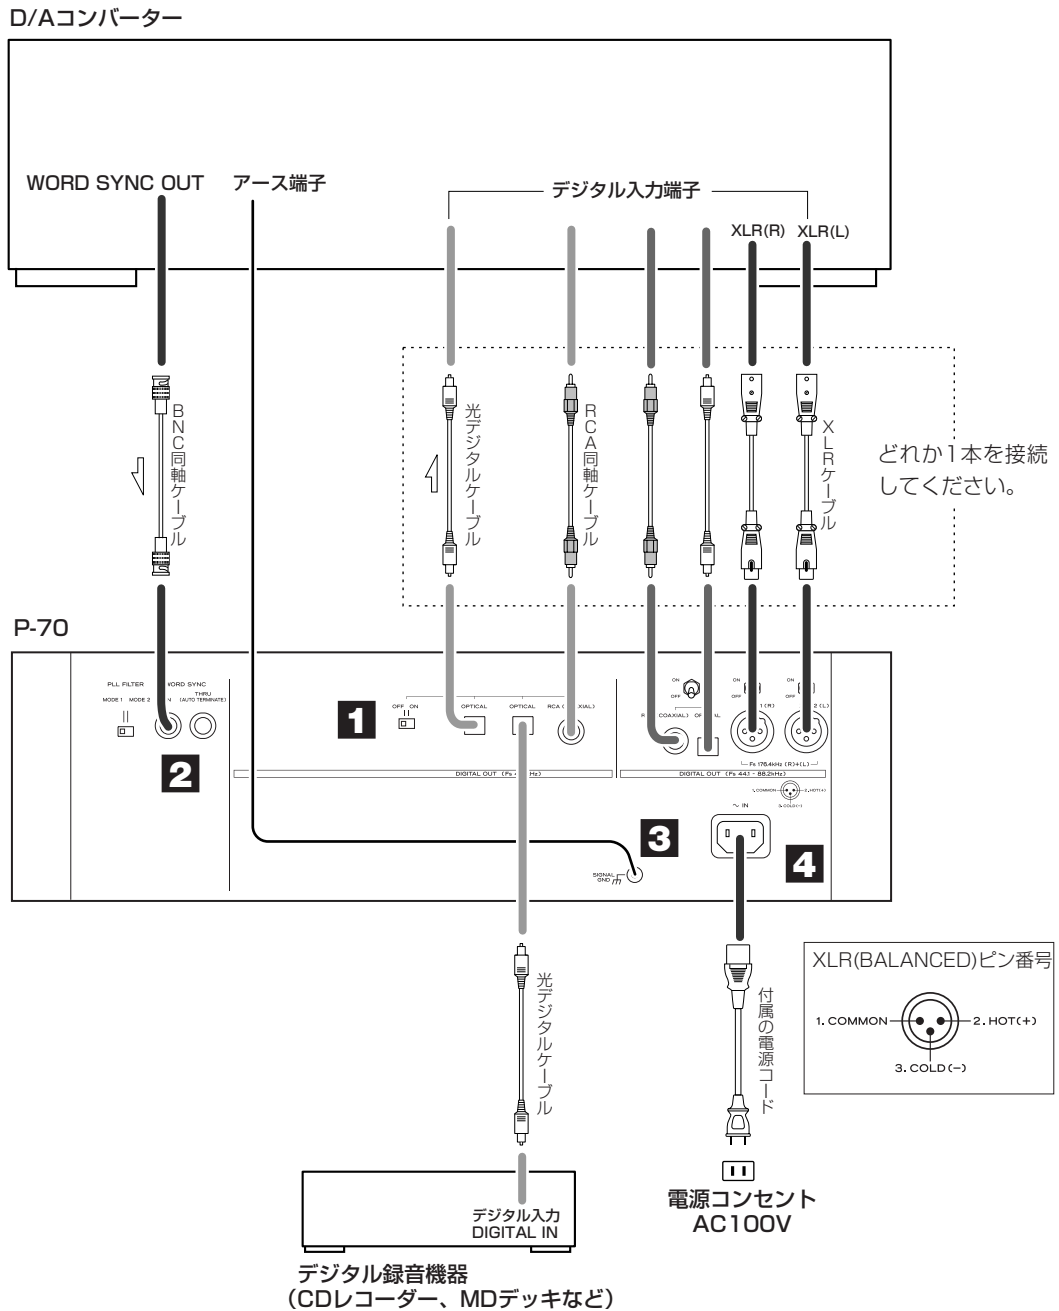 D/Aコンバーター
WORD SYNC OUT
アース端子
デジタル入力端子
XLR(R)
XLR(L)
BNC同軸ケーブル
光デジタルケーブル
RCA同軸ケーブル
XLRケーブル
どれか1本を接続
してください。
P-70
PLL FILTER
WORD SYNC
MODE 1
MODE 2
THRU
(AUTO TERMINATE)
1
OFF
ON
OPTICAL
OPTICAL
RCA
ON
OFF
ON
OFF
ON
OFF
1 (R)
2 (L)
Fs 176.4kHz (R)+(L)
2
DIGITAL OUT
DIGITAL OUT (Fs 44.1 - 88.2kHz)
1. COMMON
2. HOT(+)
3. COLD(-)
~ IN
3
4
SIGNAL
GND
光デジタルケーブル
付属の電源コード
XLR(BALANCED)ピン番号
1. COMMON
2. HOT(+)
3. COLD(-)
電源コンセント
AC100V
デジタル入力
DIGITAL IN
デジタル録音機器
(CDレコーダー、MDデッキなど)